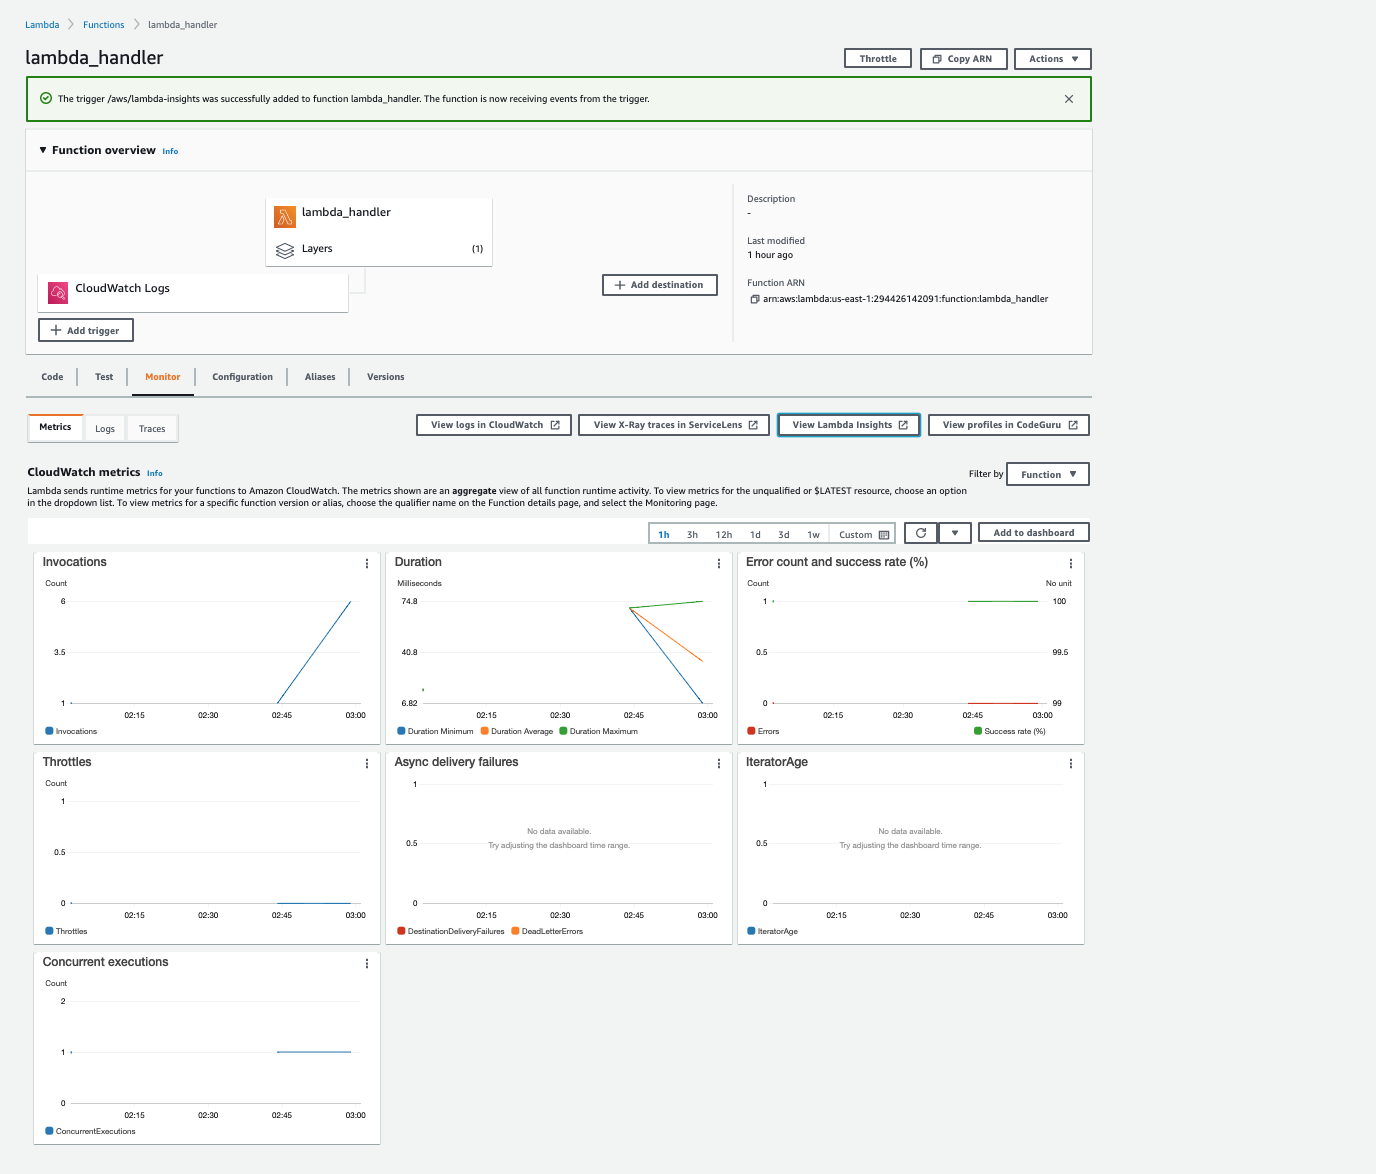 Lambda > Functions > lambda_handler
lambda_handler
Throttle Copy ARN Actions ▼
The trigger /aws/lambda-insights was successfully added to function lambda_handler. The function is now receiving events from the trigger.
▼ Function overview Info
lambda_handler
Layers (1)
CloudWatch Logs
+ Add trigger
+ Add destination
Description
-
Last modified
1 hour ago
Function ARN
arn:aws:lambda:us-east-1:294426142091:function:lambda_handler
Code Test Monitor Configuration Aliases Versions
Metrics Logs Traces
View logs in CloudWatch View X-Ray traces in ServiceLens View Lambda Insights View profiles in CodeGuru
CloudWatch metrics Info
Filter by Function ▼
Lambda sends runtime metrics for your functions to Amazon CloudWatch. The metrics shown are an aggregate view of all function runtime activity. To view metrics for the unqualified or $LATEST resource, choose an option
in the dropdown list. To view metrics for a specific function version or alias, choose the qualifier name on the Function details page, and select the Monitoring page.
1h 3h 12h 1d 3d 1w Custom ▼ Add to dashboard
Invocations
Count
6
3.5
1
02:15 02:30 02:45 03:00
Invocations
Duration
Milliseconds
74.8
40.8
6.82
02:15 02:30 02:45 03:00
Duration Minimum Duration Average Duration Maximum
Error count and success rate (%)
Count No unit
1 100
0.5 99.5
0 99
02:15 02:30 02:45 03:00
Errors Success rate (%)
Throttles
Count
1
0.5
0
02:15 02:30 02:45 03:00
Throttles
Async delivery failures
1
No data available.
0.5 Try adjusting the dashboard time range.
0
02:15 02:30 02:45 03:00
DestinationDeliveryFailures DeadLetterErrors
IteratorAge
1
No data available.
0.5 Try adjusting the dashboard time range.
0
02:15 02:30 02:45 03:00
IteratorAge
Concurrent executions
Count
2
1
0
02:15 02:30 02:45 03:00
ConcurrentExecutions